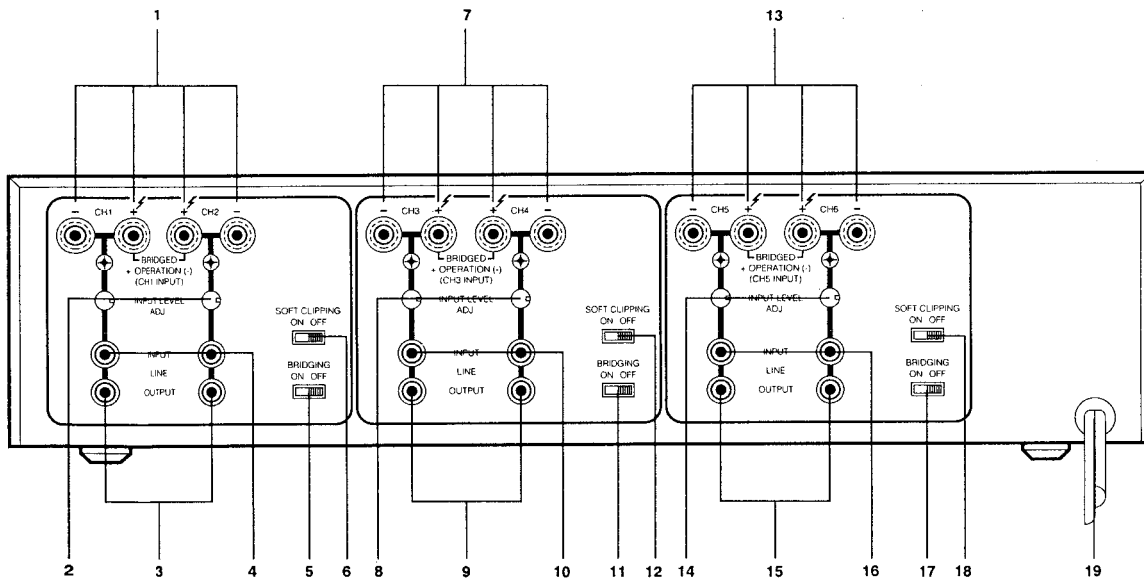 1 7 13
− CH1 + + CH2 −
BRIDGED
+ OPERATION (-)
(CH1 INPUT)
INPUT LEVEL
ADJ
INPUT
LINE
OUTPUT
SOFT CLIPPING
ON OFF
BRIDGING
ON OFF
− CH3 + + CH4 −
BRIDGED
+ OPERATION (-)
(CH3 INPUT)
INPUT LEVEL
ADJ
INPUT
LINE
OUTPUT
SOFT CLIPPING
ON OFF
BRIDGING
ON OFF
− CH5 + + CH6 −
BRIDGED
+ OPERATION (-)
(CH5 INPUT)
INPUT LEVEL
ADJ
INPUT
LINE
OUTPUT
SOFT CLIPPING
ON OFF
BRIDGING
ON OFF
2 3 4 5 6 8 9 10 11 12 14 15 16 17 18 19